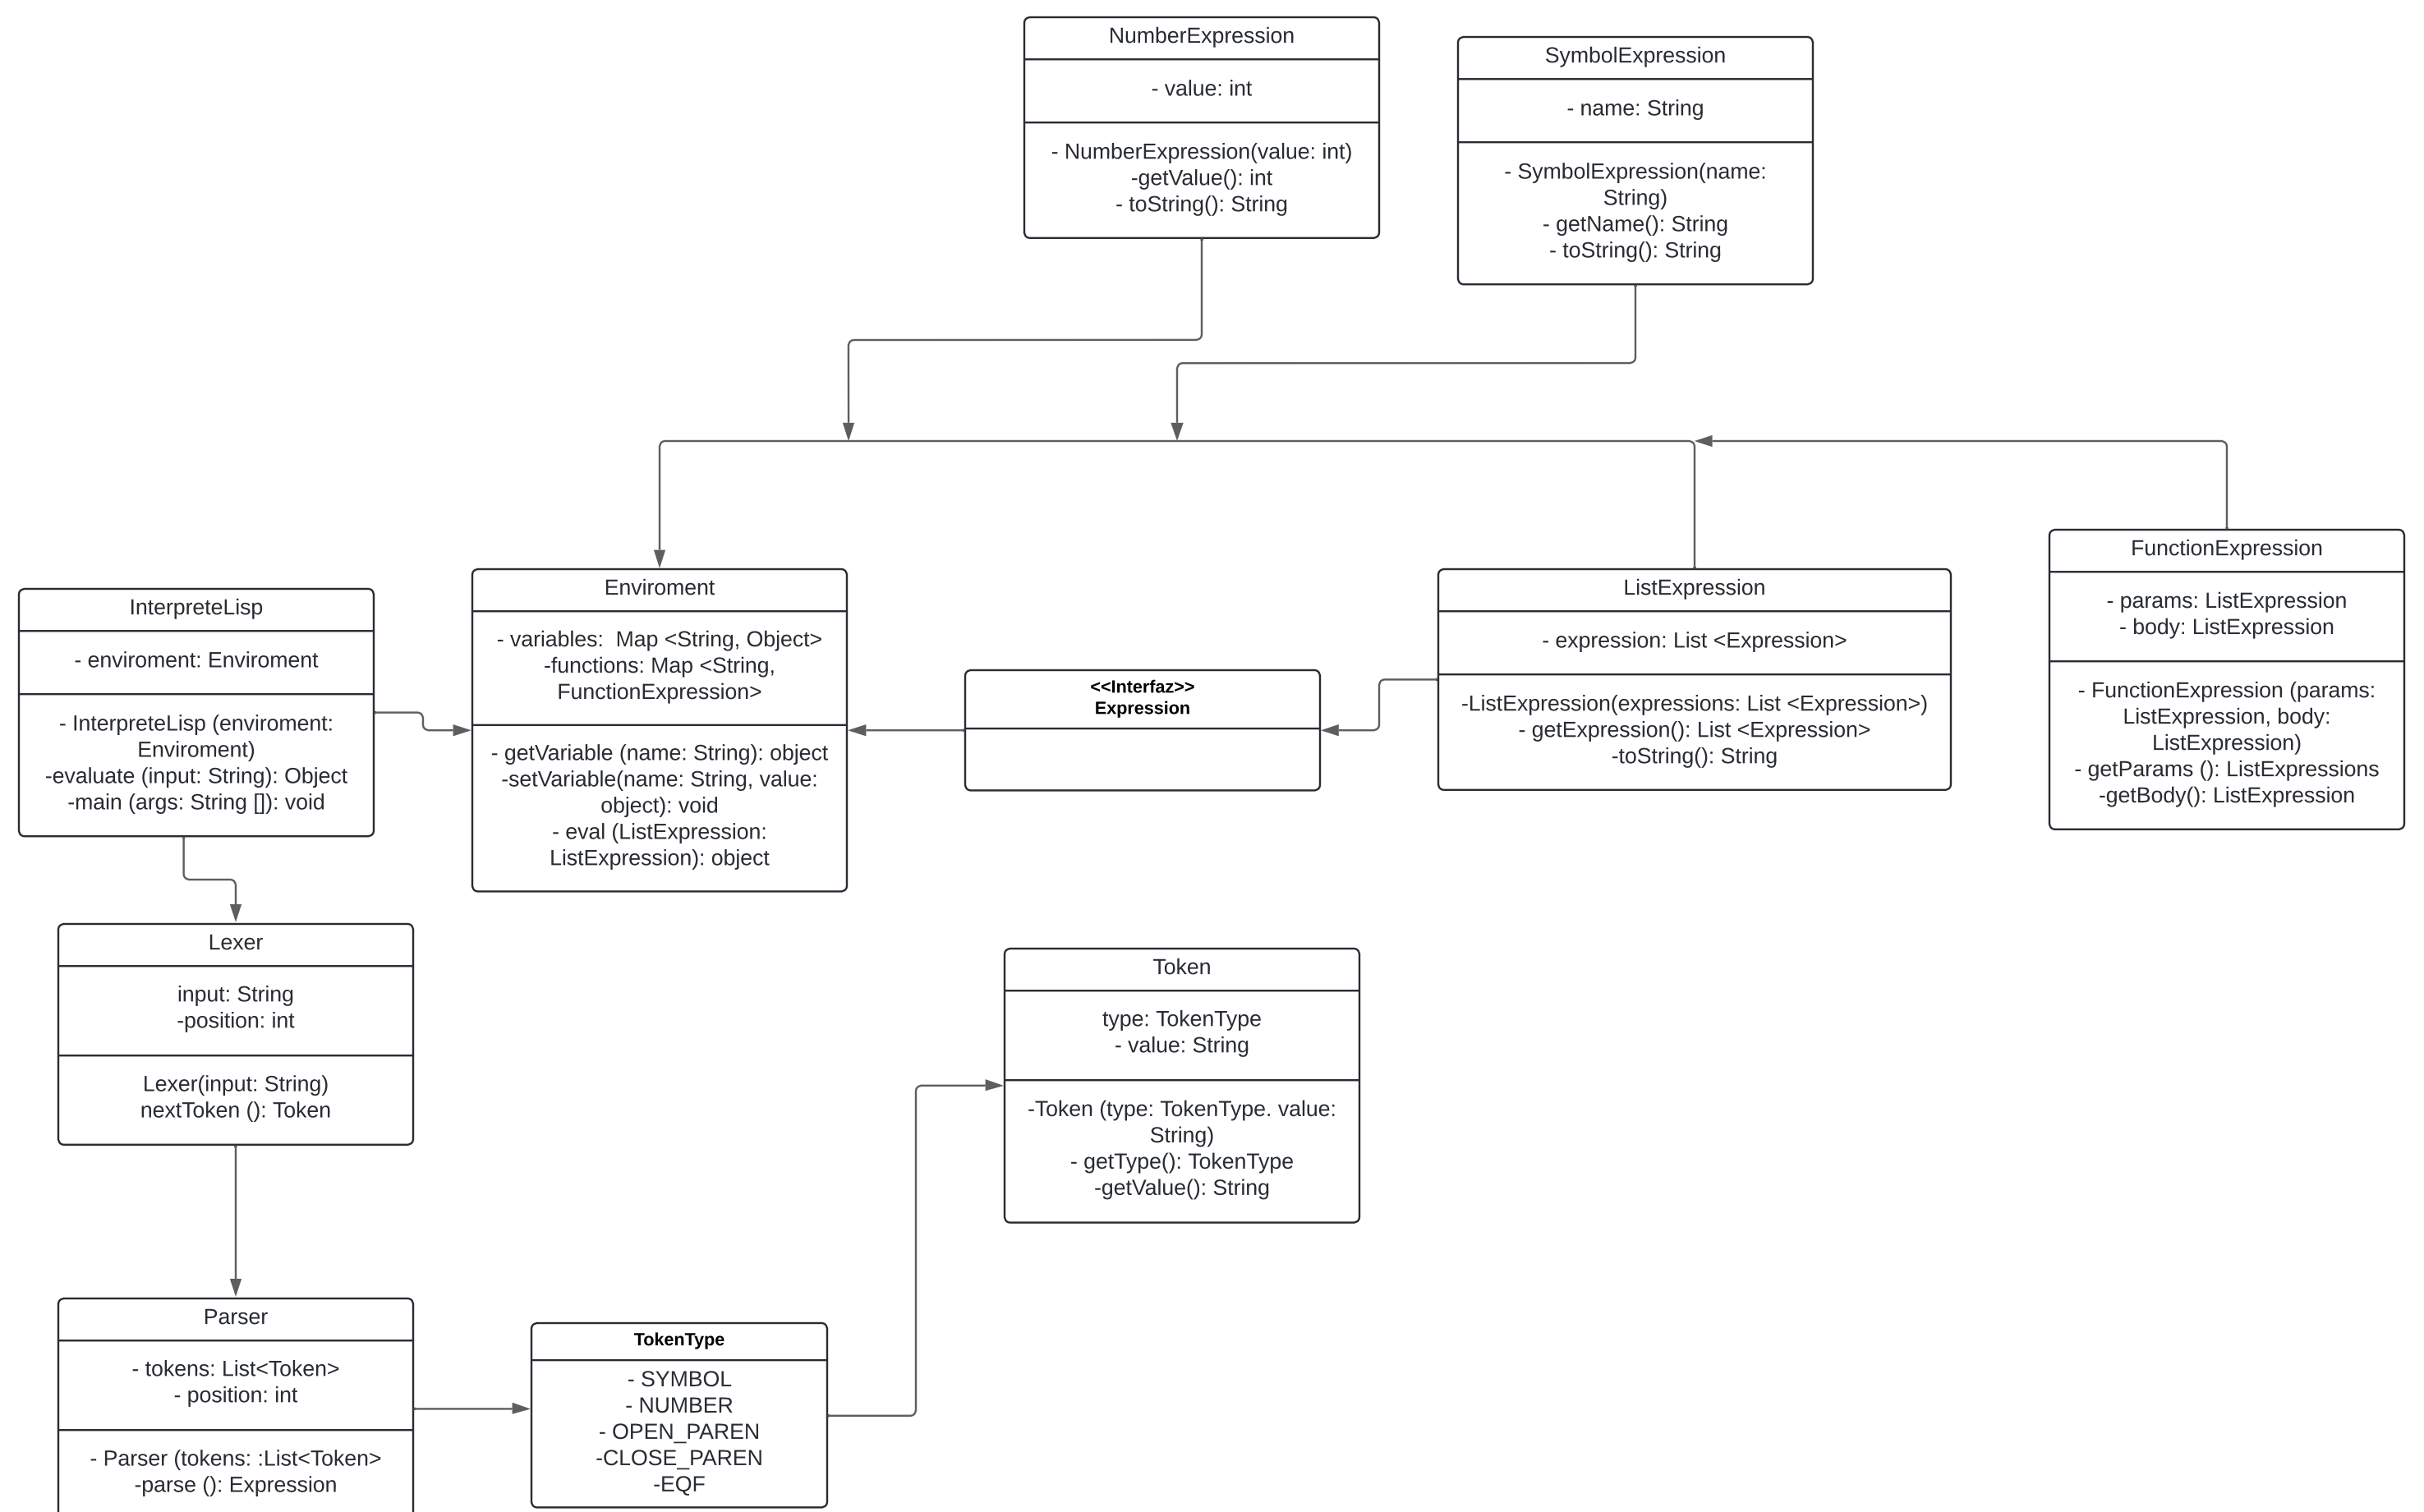 NumberExpression
- value: int
- NumberExpression(value: int)
-getValue(): int
- toString(): String
SymbolExpression
- name: String
- SymbolExpression(name:
String)
- getName(): String
- toString(): String
InterpreteLisp
- enviroment: Enviroment
- InterpreteLisp (enviroment:
Enviroment)
-evaluate (input: String): Object
-main (args: String []): void
Enviroment
- variables:  Map <String, Object>
-functions: Map <String,
FunctionExpression>
- getVariable (name: String): object
-setVariable(name: String, value:
object): void
- eval (ListExpression:
ListExpression): object
<<Interfaz>>
Expression
ListExpression
- expression: List <Expression>
-ListExpression(expressions: List <Expression>)
- getExpression(): List <Expression>
-toString(): String
FunctionExpression
- params: ListExpression
- body: ListExpression
- FunctionExpression (params:
ListExpression, body:
ListExpression)
- getParams (): ListExpressions
-getBody(): ListExpression
Lexer
input: String
-position: int
Lexer(input: String)
nextToken (): Token
Token
type: TokenType
- value: String
-Token (type: TokenType. value:
String)
- getType(): TokenType
-getValue(): String
Parser
- tokens: List<Token>
- position: int
- Parser (tokens: :List<Token>
-parse (): Expression
TokenType
- SYMBOL
- NUMBER
- OPEN_PAREN
-CLOSE_PAREN
-EQF